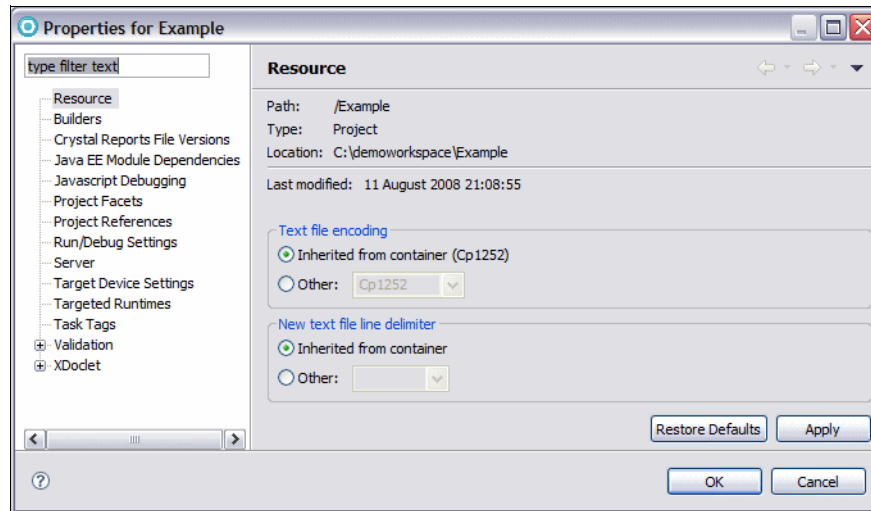 Properties for Example
type filter text
Resource
Builders
Crystal Reports File Versions
Java EE Module Dependencies
Javascript Debugging
Project Facets
Project References
Run/Debug Settings
Server
Target Device Settings
Targeted Runtimes
Task Tags
Validation
XDoclet
Resource
Path: /Example
Type: Project
Location: C:\demoworkspace\Example
Last modified: 11 August 2008 21:08:55
Text file encoding
Inherited from container (Cp1252)
Other: Cp1252
New text file line delimiter
Inherited from container
Other:
Restore Defaults Apply
OK Cancel